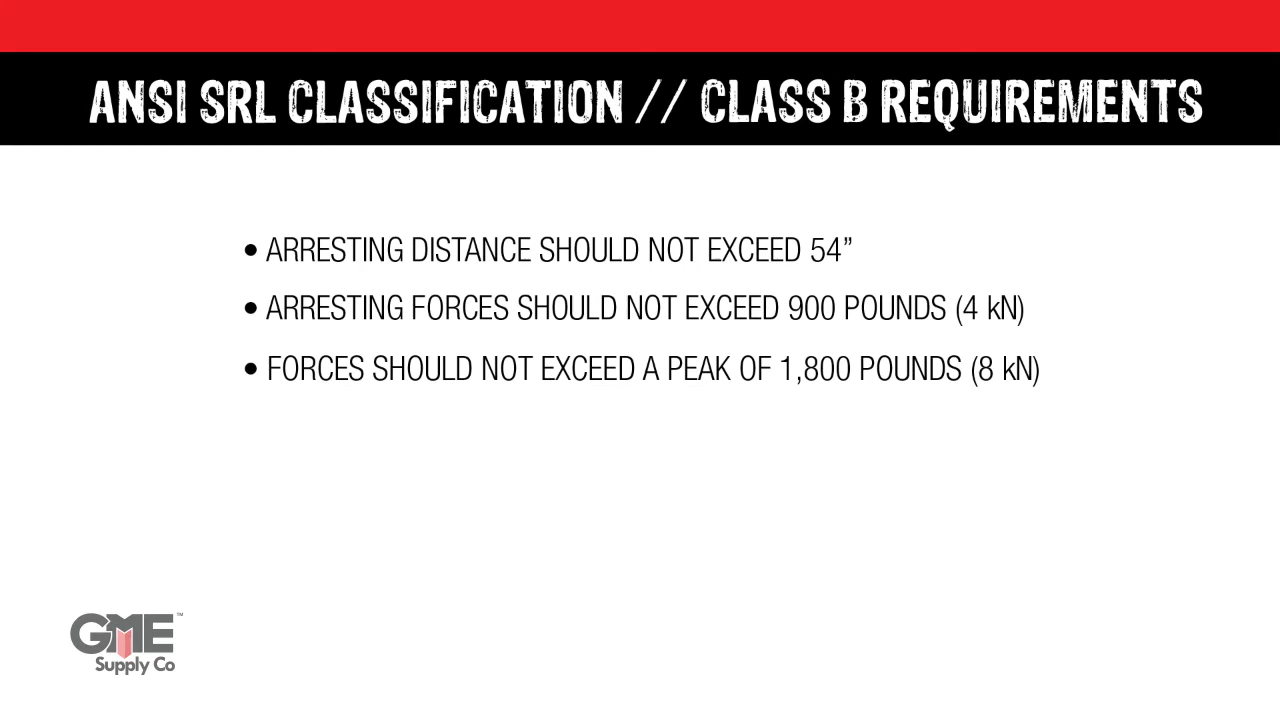 ANSI SRL CLASSIFICATION // CLASS B REQUIREMENTS
• ARRESTING DISTANCE SHOULD NOT EXCEED 54”
• ARRESTING FORCES SHOULD NOT EXCEED 900 POUNDS (4 kN)
• FORCES SHOULD NOT EXCEED A PEAK OF 1,800 POUNDS (8 kN)
GME™
Supply Co